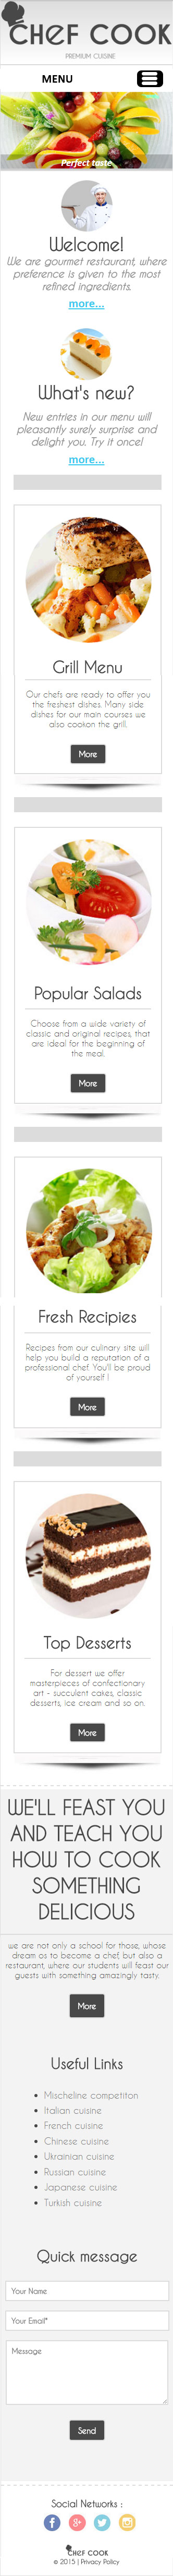 CHEF COOK
PREMIUM CUISINE
MENU
Perfect taste
Welcome!
We are gourmet restaurant, where
preference is given to the most
refined ingredients.
more...
What's new?
New entries in our menu will
pleasantly surely surprise and
delight you. Try it once!
more...
Grill Menu
Our chefs are ready to offer you
the freshest dishes. Many side
dishes for our main courses we
also cookon the grill.
More
Popular Salads
Choose from a wide variety of
classic and original recipes, that
are ideal for the beginning of
the meal.
More
Fresh Recipies
Recipes from our culinary site will
help you build a reputation of a
professional chef. You'll be proud
of yourself !
More
Top Desserts
For dessert we offer
masterpieces of confectionary
art - succulent cakes, classic
desserts, ice cream and so on.
More
WE'LL FEAST YOU
AND TEACH YOU
HOW TO COOK
SOMETHING
DELICIOUS
we are not only a school for those, whose
dream os to become a chef, but also a
restaurant, where our students will feast our
guests with something amazingly tasty.
More
Useful Links
Mischeline competiton
Italian cuisine
French cuisine
Chinese cuisine
Ukrainian cuisine
Russian cuisine
Japanese cuisine
Turkish cuisine
Quick message
Your Name
Your Email*
Message
Send
Social Networks :
CHEF COOK
© 2015 | Privacy Policy